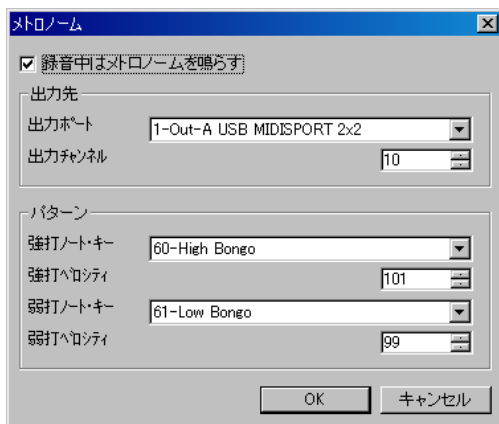 メトロノーム
録音中はメトロノームを鳴らす
出力先
出力ポート 1-Out-A USB MIDISPORT 2x2
出力チャンネル 10
パターン
強打ノート・キー 60-High Bongo
強打ベロシティ 101
弱打ノート・キー 61-Low Bongo
弱打ベロシティ 99
OK キャンセル